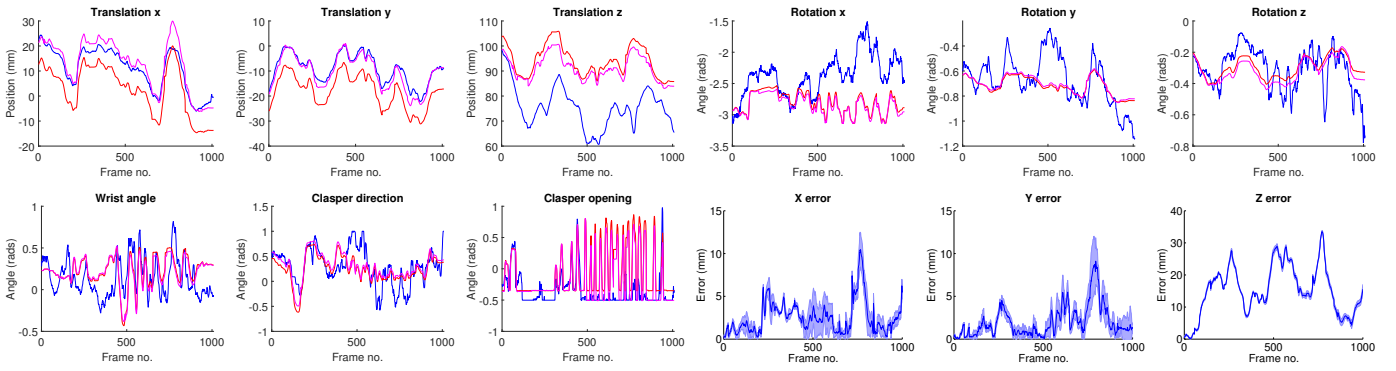 Translation x
Translation y
Translation z
Rotation x
Rotation y
Rotation z
30
20
10
0
-10
-20
Position (mm)
0
500
1000
Frame no.
10
0
-10
-20
-30
-40
Position (mm)
0
500
1000
Frame no.
120
110
100
90
80
70
60
Position (mm)
0
500
1000
Frame no.
-1.5
-2
-2.5
-3
-3.5
Angle (rads)
0
500
1000
Frame no.
-0.2
-0.4
-0.6
-0.8
-1
-1.2
Angle (rads)
0
500
1000
Frame no.
0
-0.2
-0.4
-0.6
-0.8
Angle (rads)
0
500
1000
Frame no.
Wrist angle
Clasper direction
Clasper opening
X error
Y error
Z error
1
0.5
0
-0.5
Angle (rads)
0
500
1000
Frame no.
1.5
1
0.5
0
-0.5
-1
Angle (rads)
0
500
1000
Frame no.
1
0.5
0
-0.5
-1
Angle (rads)
0
500
1000
Frame no.
15
10
5
0
Error (mm)
0
500
1000
Frame no.
15
10
5
0
Error (mm)
0
500
1000
Frame no.
40
30
20
10
0
Error (mm)
0
500
1000
Frame no.